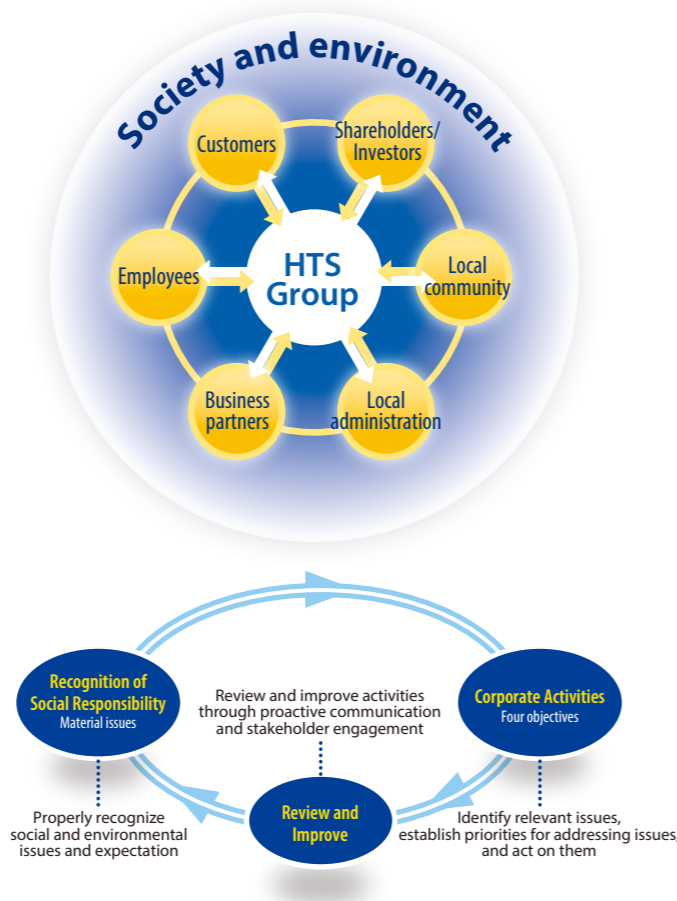 Society and environment
Customers
Shareholders/
Investors
Employees
HTS
Group
Local
community
Business
partners
Local
administration
Recognition of
Social Responsibility
Material issues
Review and improve activities
through proactive communication
and stakeholder engagement
Corporate Activities
Four objectives
Properly recognize
social and environmental
issues and expectation
Review and
Improve
Identify relevant issues,
establish priorities for addressing issues,
and act on them